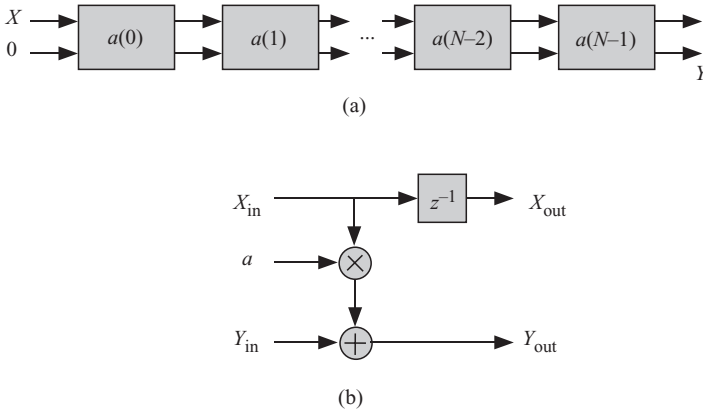 X
a(0) a(1) ... a(N–2) a(N–1)
0
Y
(a)
X_in z⁻¹ X_out
a ×
Y_in + Y_out
(b)